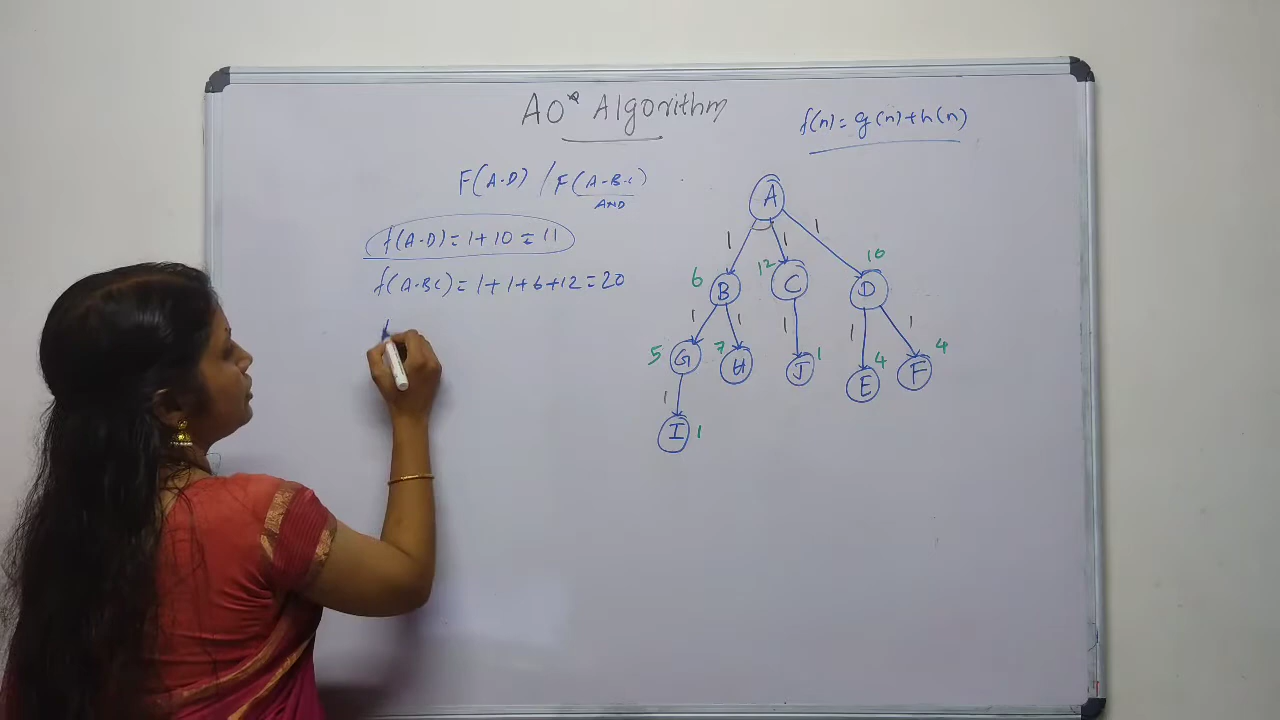 AO* Algorithm
f(n) = g(n)+h(n)
F(A-D) / F(A-B-C)
AND
f(A-D) = 1+10 = 11
f(A-BC) = 1+1+6+12 = 20
f
A
1 1 1
6 B 12 C 10 D
1 1 1 1 1
5 G 7 H J 1 E 4 F 4
1
I 1